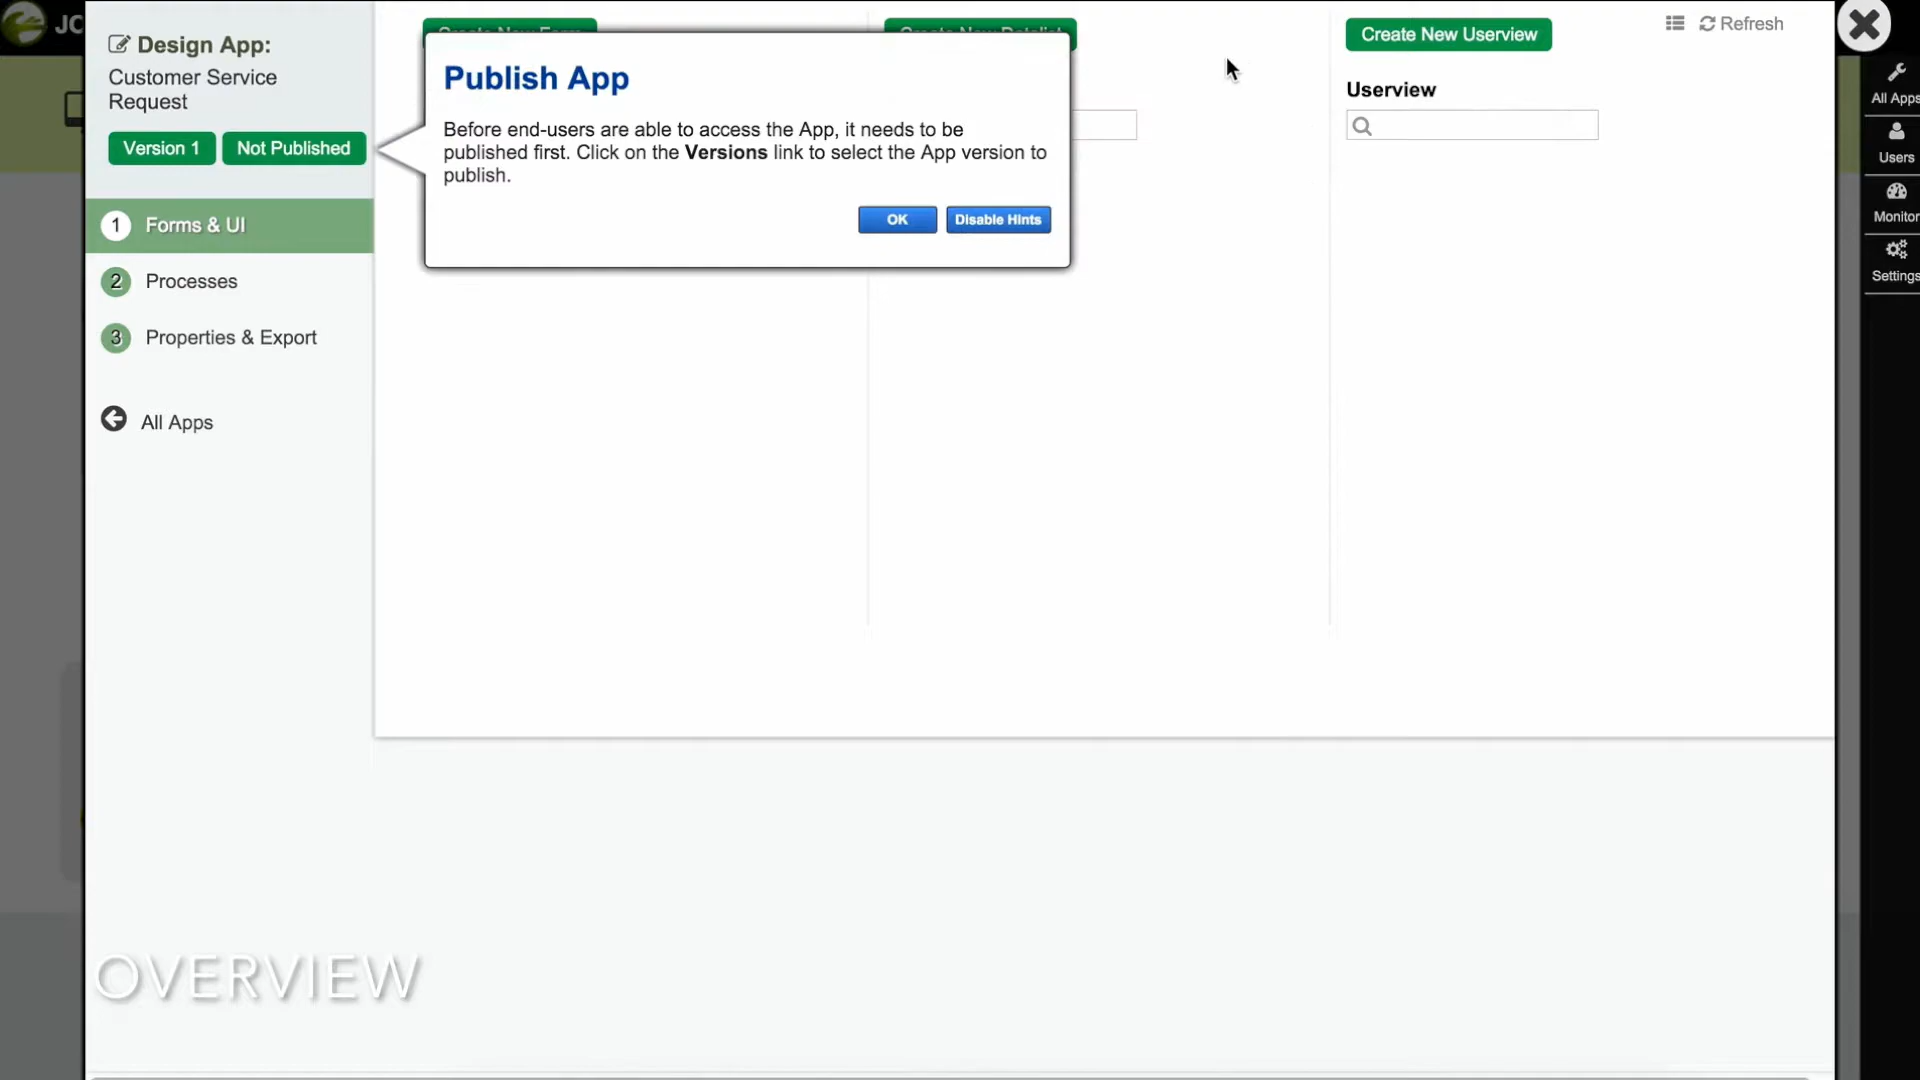 JC
Design App:
Customer Service
Request
Version 1
Not Published
1 Forms & UI
2 Processes
3 Properties & Export
All Apps
Publish App
Before end-users are able to access the App, it needs to be
published first. Click on the Versions link to select the App version to
publish.
OK
Disable Hints
Create New Userview
Userview
Refresh
All Apps
Users
Monitor
Settings
OVERVIEW